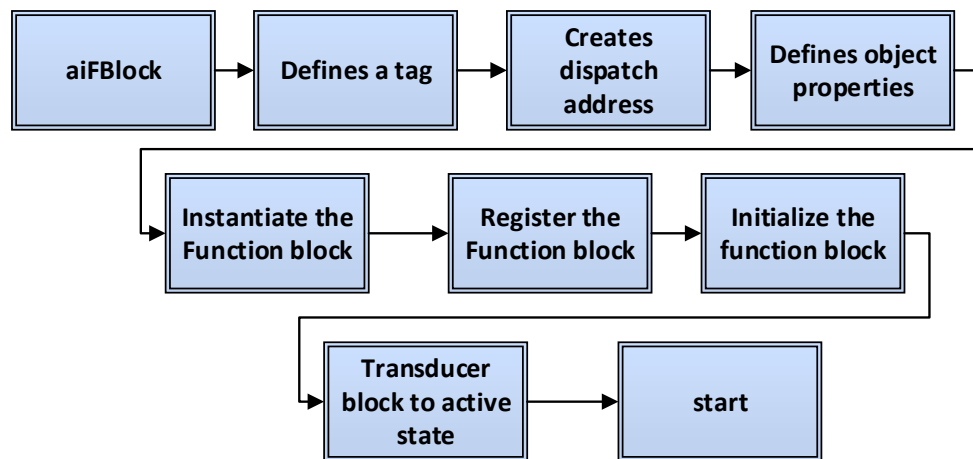 aiFBlock
Defines a tag
Creates
dispatch
address
Defines object
properties
Instantiate the
Function block
Register the
Function block
Initialize the
function block
Transducer
block to active
state
start